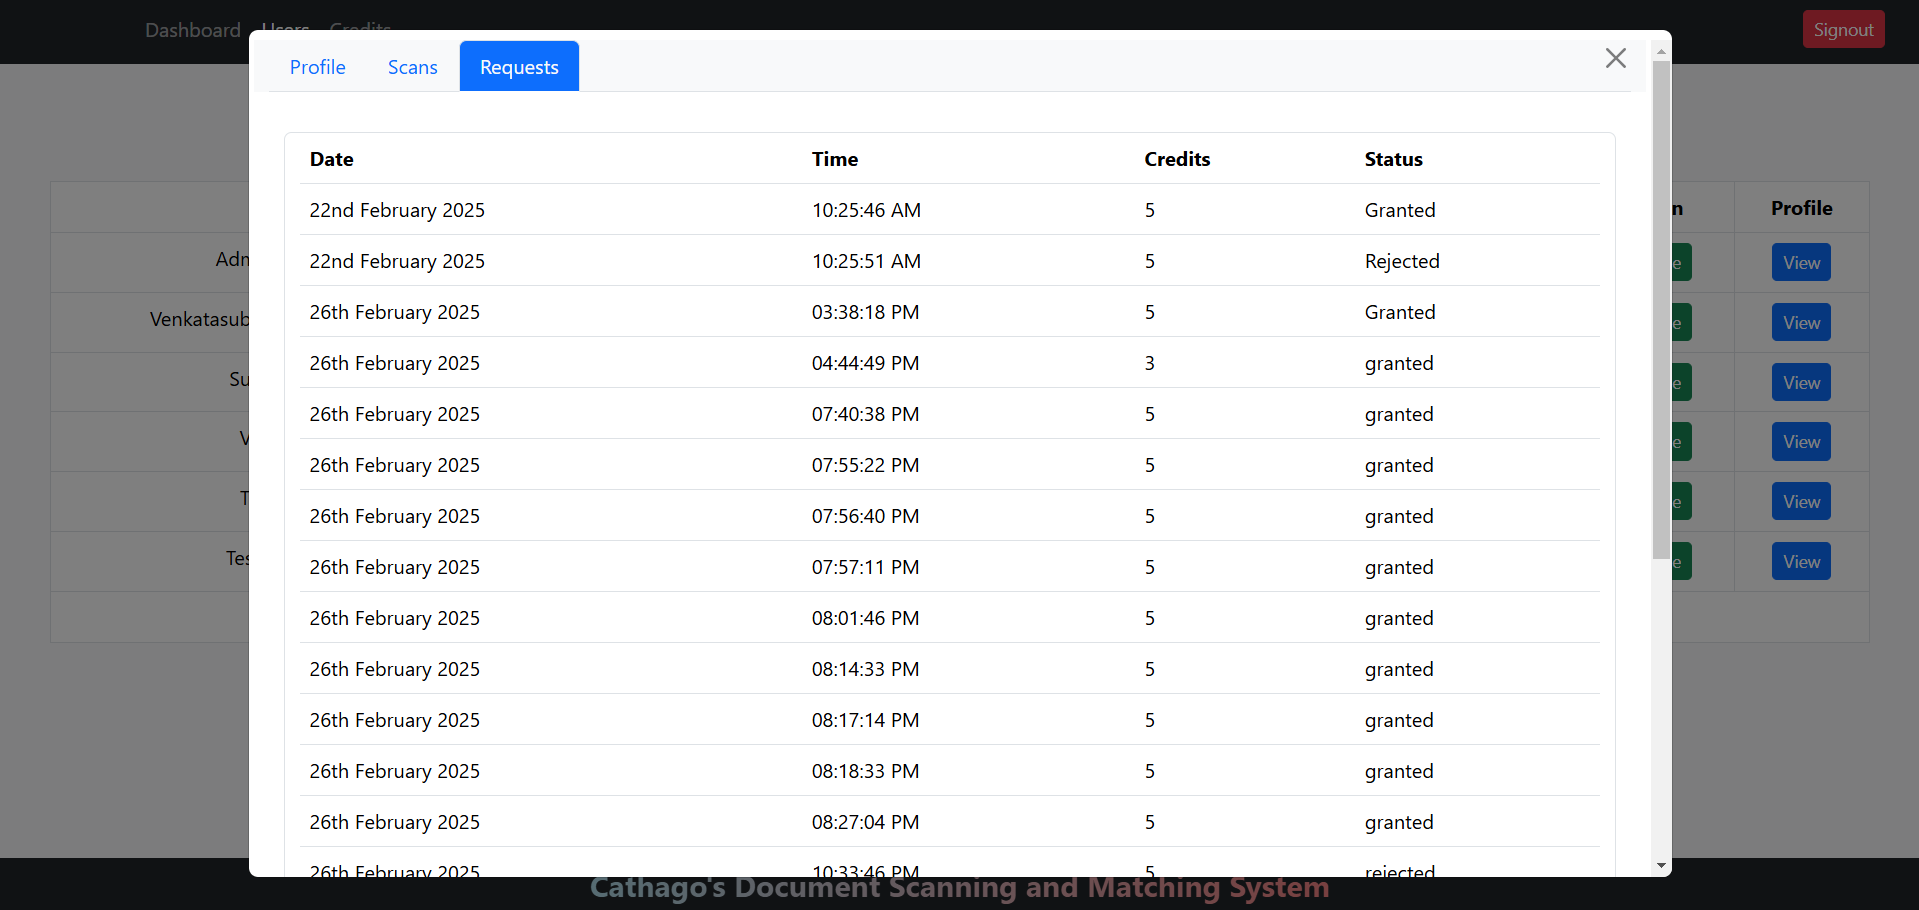 Dashboard Users Credits Signout
Profile Scans Requests
Date Time Credits Status
22nd February 2025 10:25:46 AM 5 Granted
22nd February 2025 10:25:51 AM 5 Rejected
26th February 2025 03:38:18 PM 5 Granted
26th February 2025 04:44:49 PM 3 granted
26th February 2025 07:40:38 PM 5 granted
26th February 2025 07:55:22 PM 5 granted
26th February 2025 07:56:40 PM 5 granted
26th February 2025 07:57:11 PM 5 granted
26th February 2025 08:01:46 PM 5 granted
26th February 2025 08:14:33 PM 5 granted
26th February 2025 08:17:14 PM 5 granted
26th February 2025 08:18:33 PM 5 granted
26th February 2025 08:27:04 PM 5 granted
26th February 2025 10:33:46 PM 5 rejected
n Profile
Adm e View
Venkatasub e View
Su e View
V e View
T e View
Tes e View
Cathago's Document Scanning and Matching System